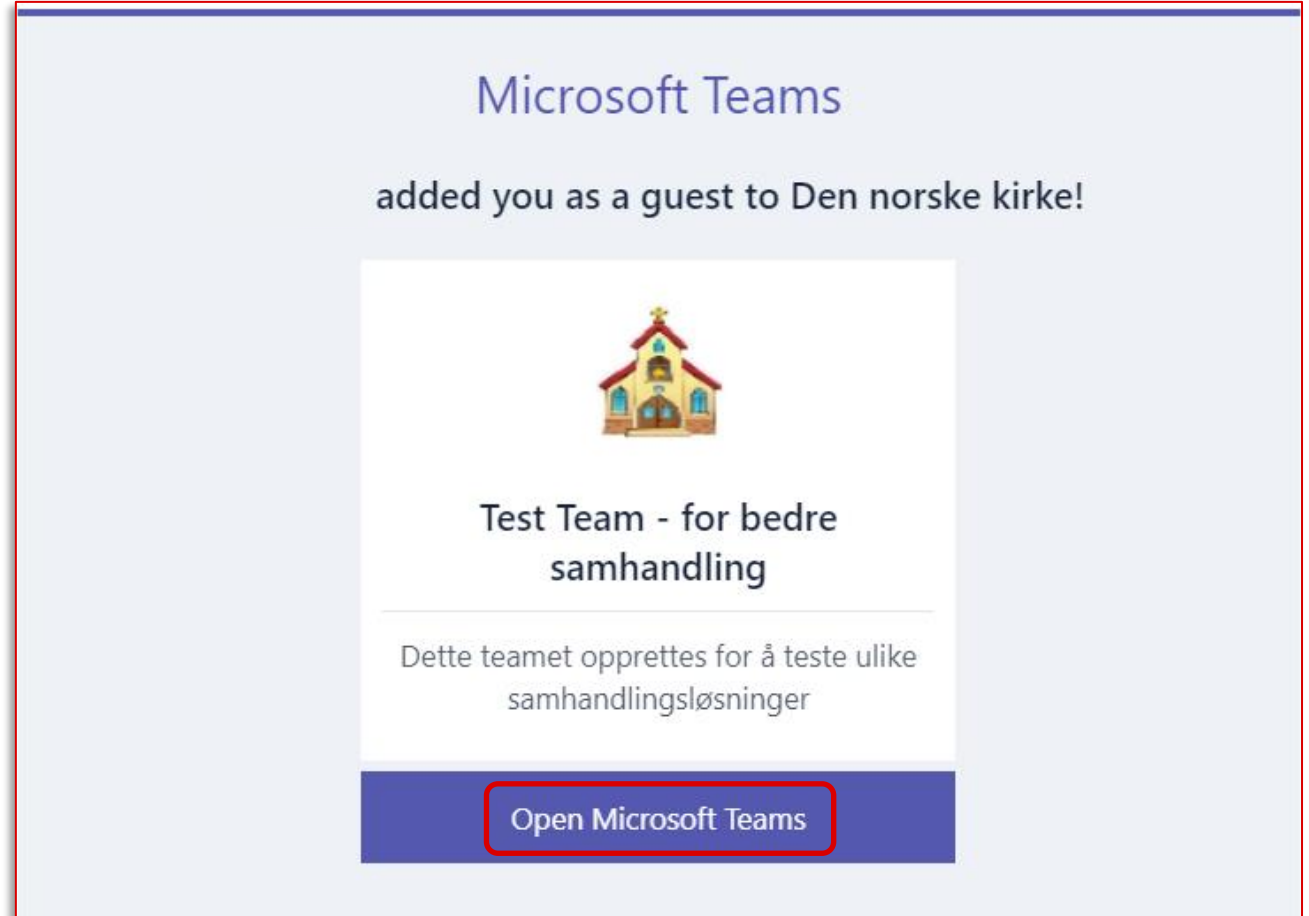 Microsoft Teams
added you as a guest to Den norske kirke!
Test Team - for bedre
samhandling
Dette teamet opprettes for å teste ulike
samhandlingsløsninger
Open Microsoft Teams